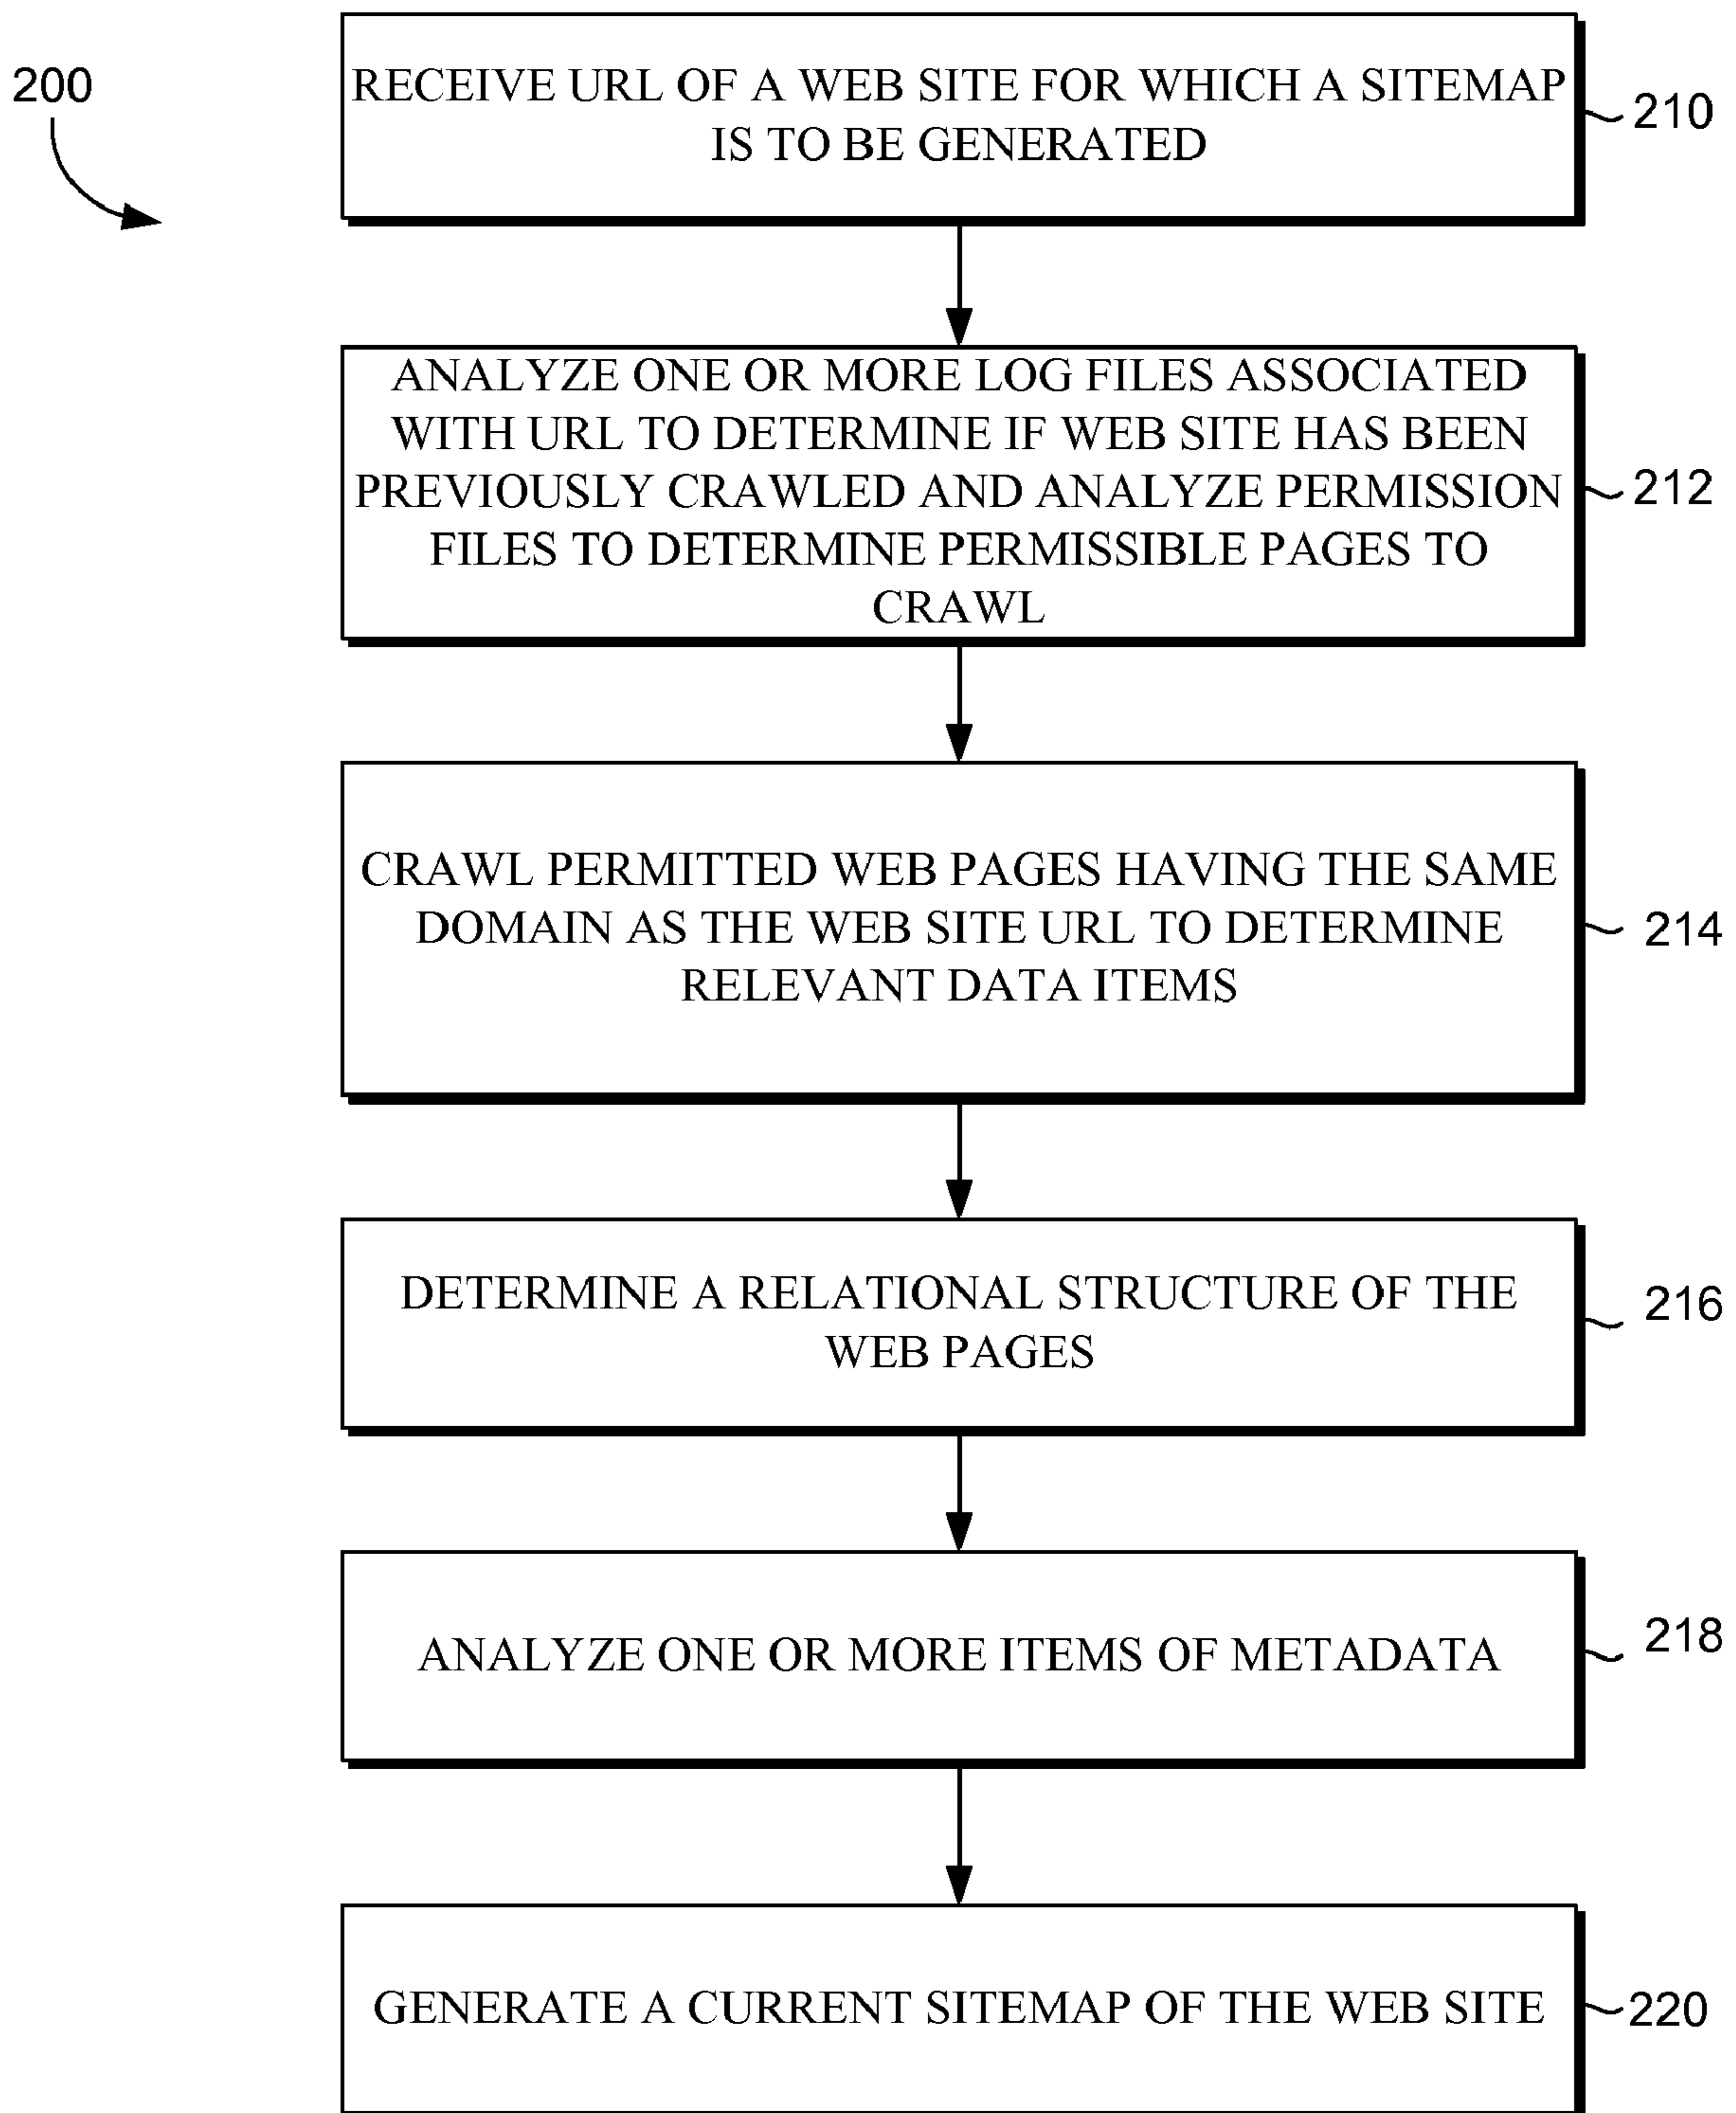 200
RECEIVE URL OF A WEB SITE FOR WHICH A SITEMAP
IS TO BE GENERATED
210
ANALYZE ONE OR MORE LOG FILES ASSOCIATED
WITH URL TO DETERMINE IF WEB SITE HAS BEEN
PREVIOUSLY CRAWLED AND ANALYZE PERMISSION
FILES TO DETERMINE PERMISSIBLE PAGES TO
CRAWL
212
CRAWL PERMITTED WEB PAGES HAVING THE SAME
DOMAIN AS THE WEB SITE URL TO DETERMINE
RELEVANT DATA ITEMS
214
DETERMINE A RELATIONAL STRUCTURE OF THE
WEB PAGES
216
ANALYZE ONE OR MORE ITEMS OF METADATA
218
GENERATE A CURRENT SITEMAP OF THE WEB SITE
220